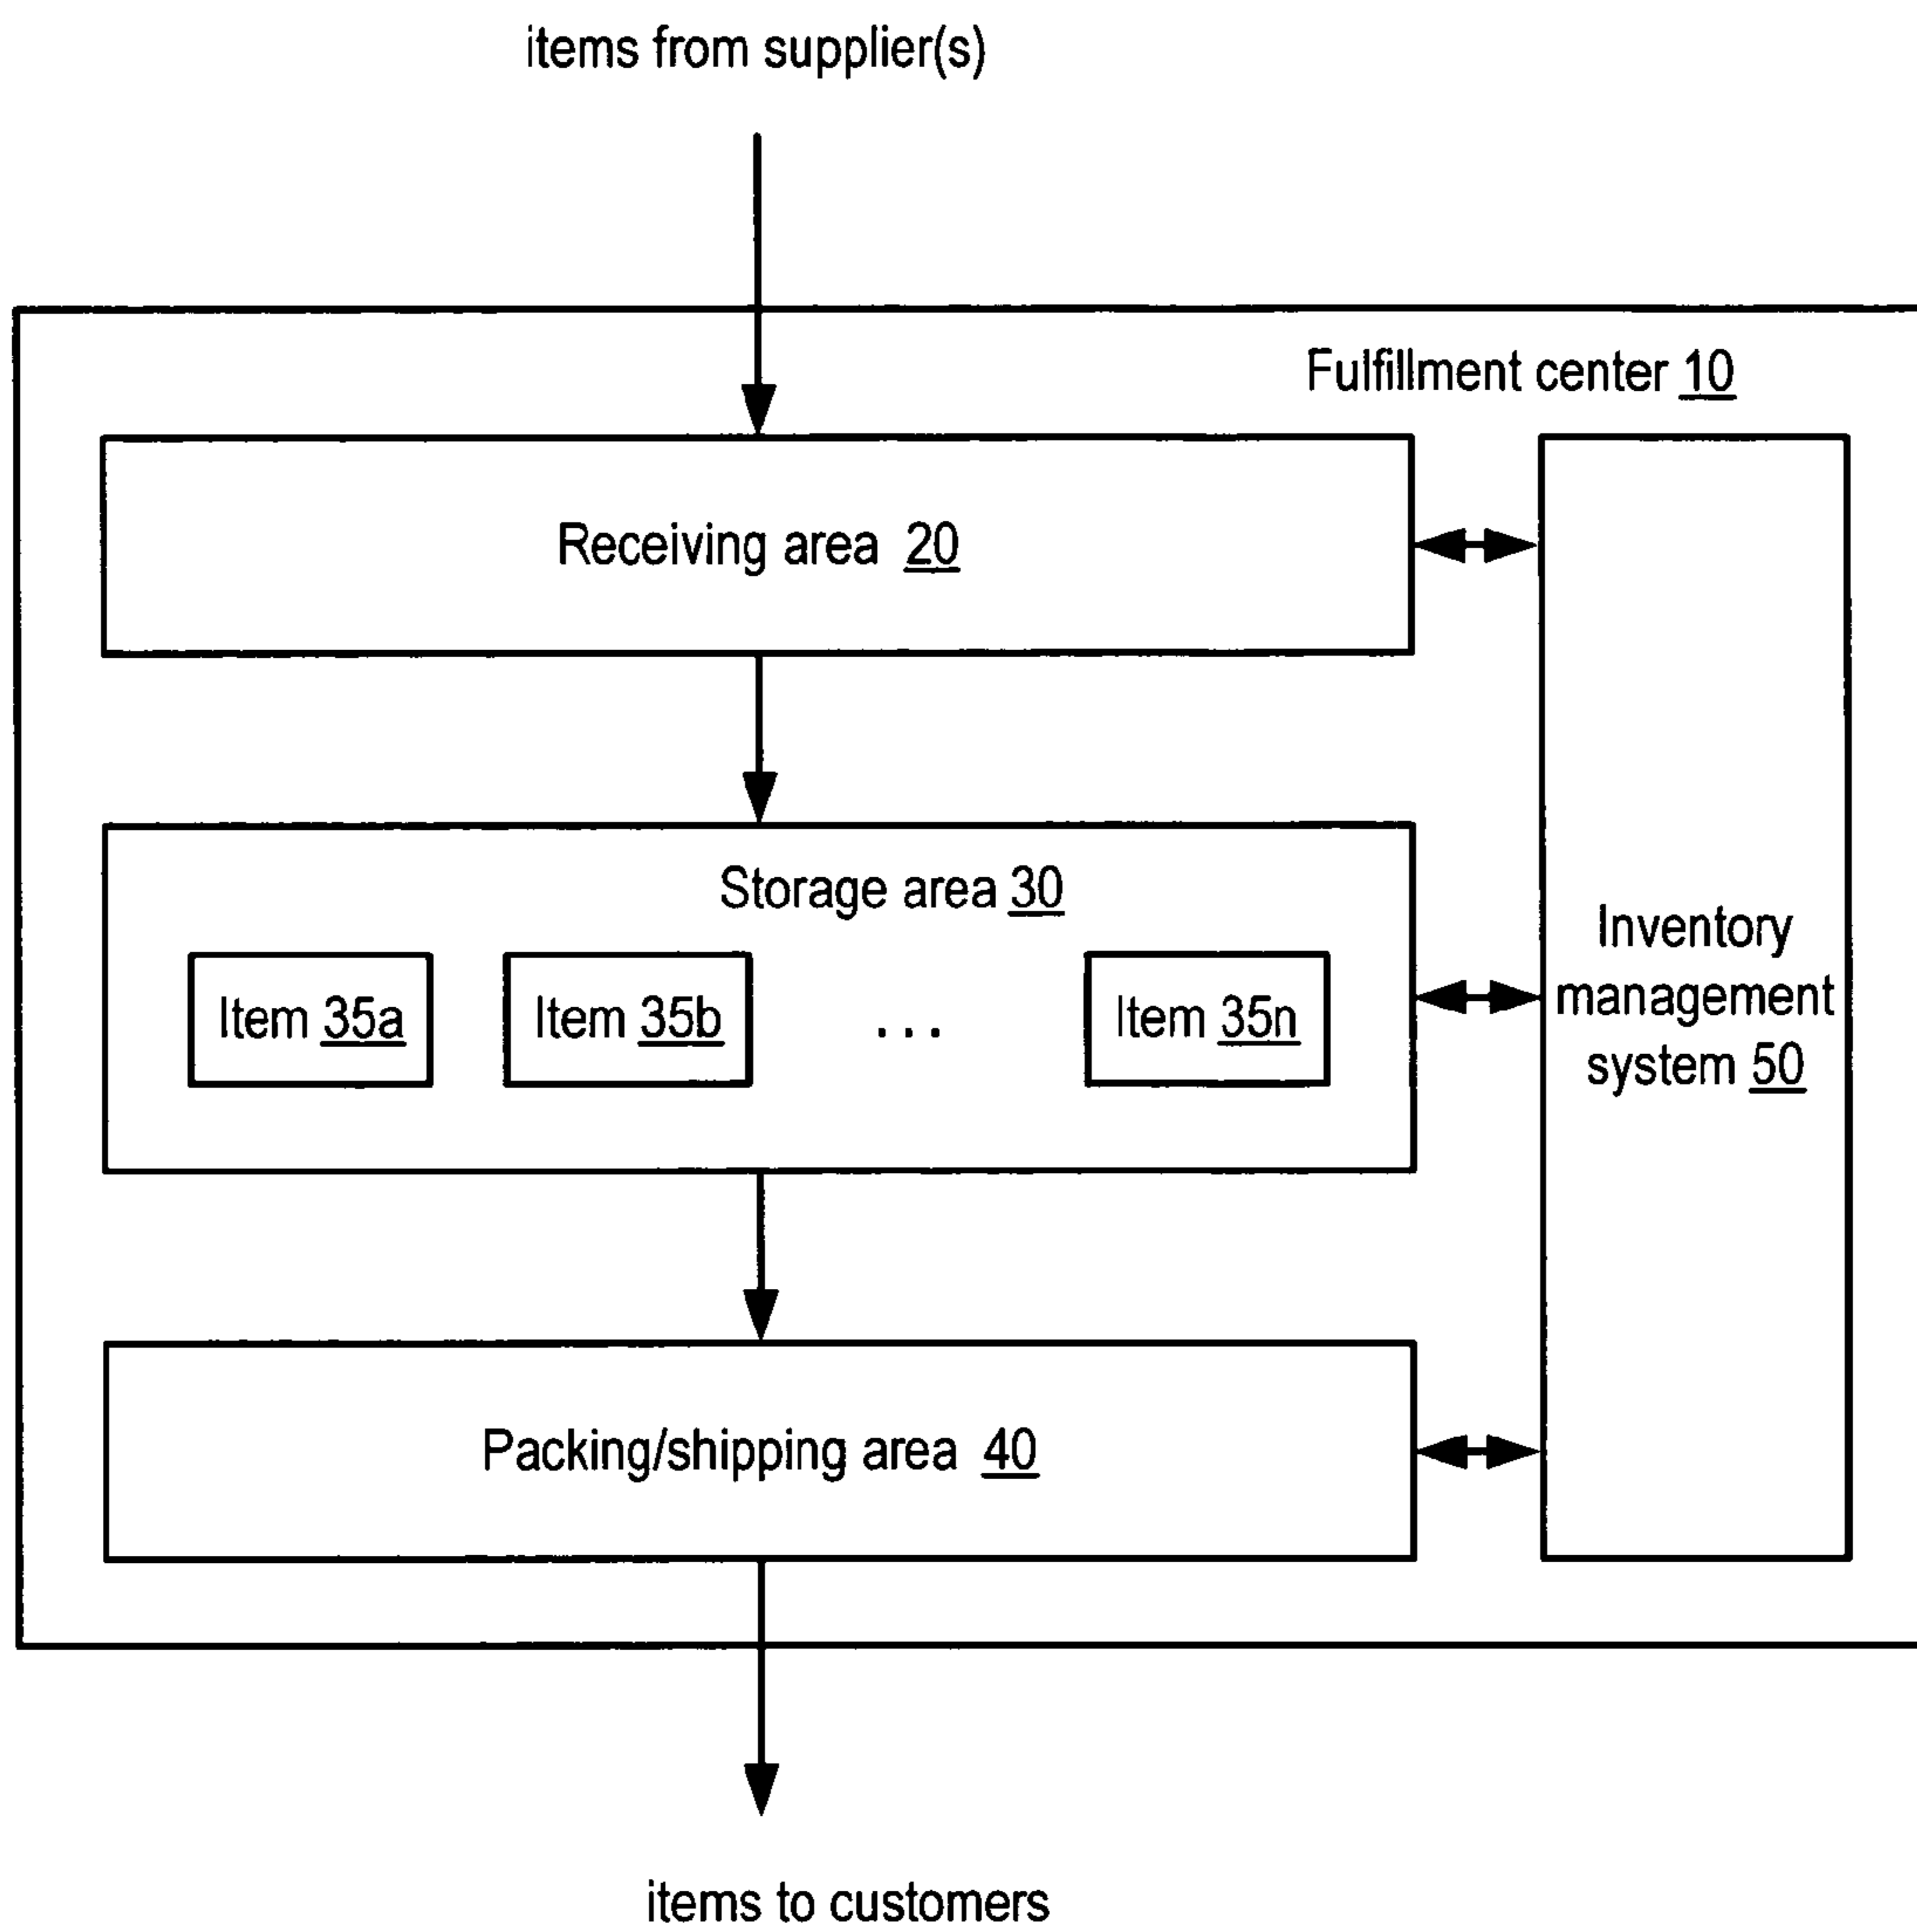 items from supplier(s)
Fulfillment center 10
Receiving area 20
Storage area 30
Item 35a
Item 35b
...
Item 35n
Inventory
management
system 50
Packing/shipping area 40
items to customers